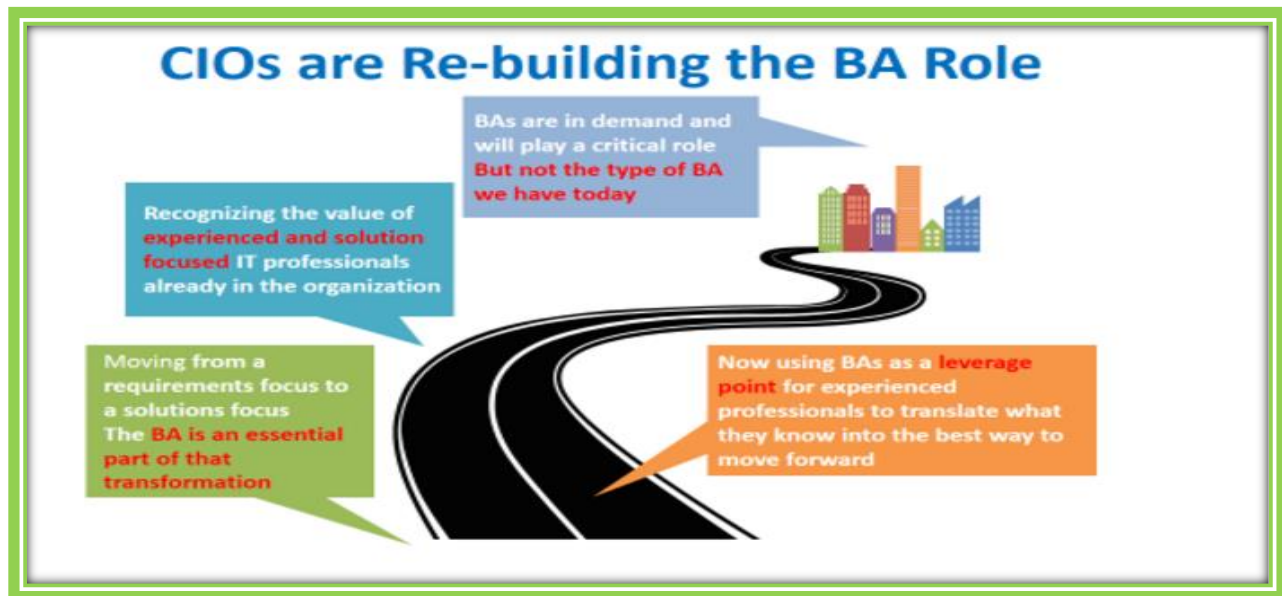 CIOs are Re-building the BA Role
BAs are in demand and
will play a critical role
But not the type of BA
we have today
Recognizing the value of
experienced and solution
focused IT professionals
already in the organization
Moving from a
requirements focus to
a solutions focus
The BA is an essential
part of that
transformation
Now using BAs as a leverage
point for experienced
professionals to translate what
they know into the best way to
move forward